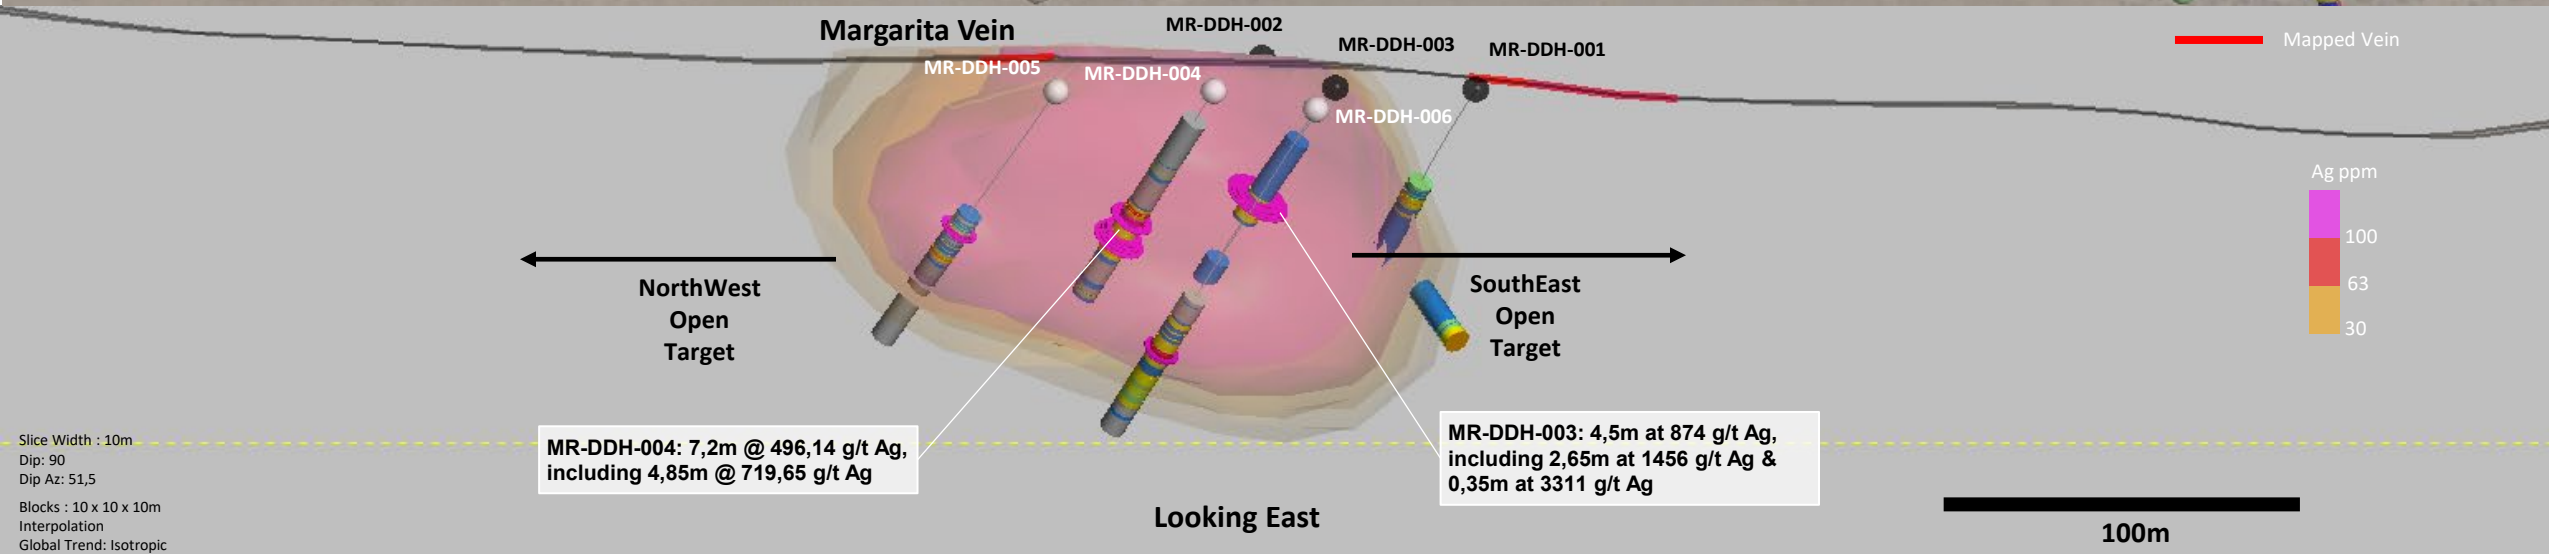 Margarita Vein
MR-DDH-002
MR-DDH-003
MR-DDH-001
Mapped Vein
MR-DDH-005
MR-DDH-004
MR-DDH-006
Ag ppm
100
63
30
NorthWest
Open
Target
SouthEast
Open
Target
MR-DDH-004: 7,2m @ 496,14 g/t Ag,
including 4,85m @ 719,65 g/t Ag
MR-DDH-003: 4,5m at 874 g/t Ag,
including 2,65m at 1456 g/t Ag &
0,35m at 3311 g/t Ag
Slice Width : 10m
Dip: 90
Dip Az: 51,5
Blocks : 10 x 10 x 10m
Interpolation
Global Trend: Isotropic
Looking East
100m